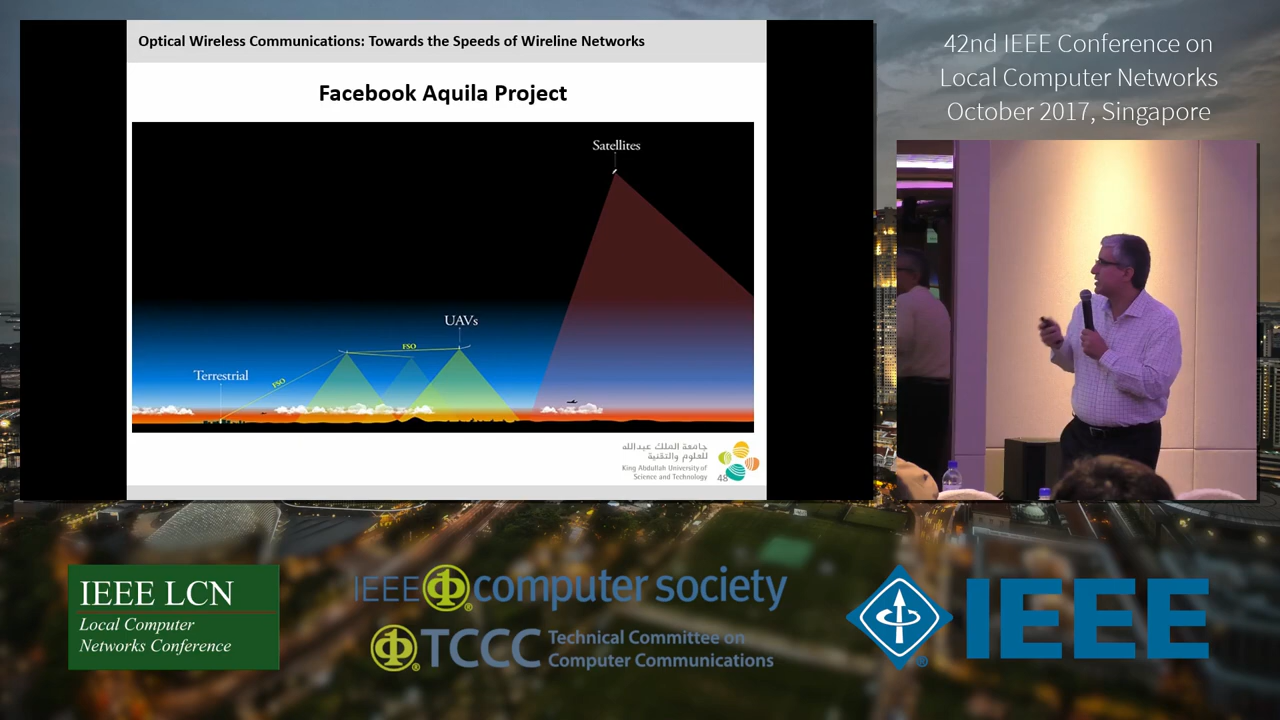 Optical Wireless Communications: Towards the Speeds of Wireline Networks
Facebook Aquila Project
Satellites
UAVs
FSO
Terrestrial
FSO
جامعة الملك عبدالله
للعلوم والتقنية
King Abdullah University of
Science and Technology
48
42nd IEEE Conference on
Local Computer Networks
October 2017, Singapore
IEEE LCN
Local Computer
Networks Conference
IEEE computer society
TCCC Technical Committee on
Computer Communications
IEEE